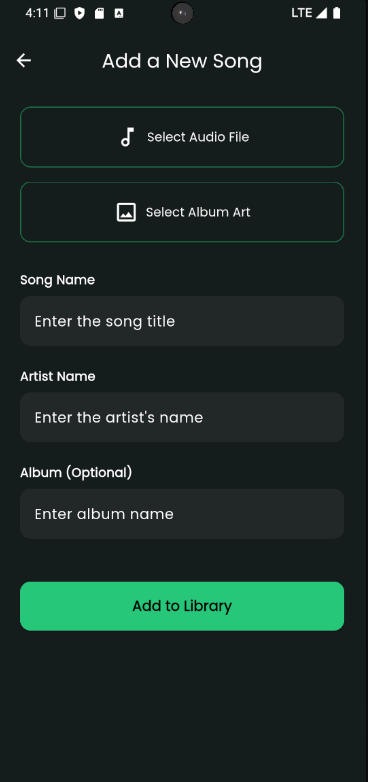 4:11
LTE
Add a New Song
Select Audio File
Select Album Art
Song Name
Enter the song title
Artist Name
Enter the artist's name
Album (Optional)
Enter album name
Add to Library